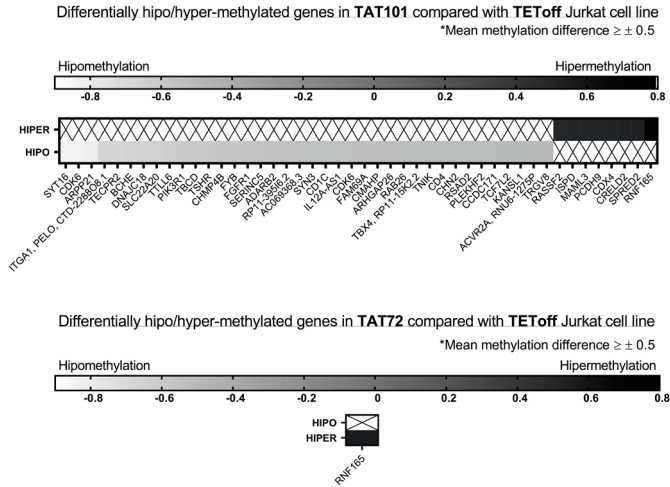 Differentially hipo/hyper-methylated genes in TAT101 compared with TEToff Jurkat cell line
*Mean methylation difference ≥ ± 0.5
Hipomethylation Hipermethylation
-0.8 -0.6 -0.4 -0.2 0 0.2 0.4 0.6 0.8
HIPER
HIPO
SYT16
CDK6
ARPP21
ITGA1, PELO, CTD-2288O8.1
TECPR2
BCHE
DNAJC18
SLC22A20
TTLL6
PIK3R1
TBCD
TSHR
CHMP4B
FYB
FGFR1
SERINC5
ADARB2
RP11-395I6.2
AC069368.3
SYN3
CD1C
IL12A-AS1
CDK6
FAM69A
CMAHP
ARHGAP26
RAB26
TBX4, RP11-15K2.2
TNIK
CD4
CHN2
RSAD2
PLEKHF2
CCDC171
TCF7L2
KANSL1
ACVR2A, RNU6-1275P
TRGV8
RASSF2
ISPD
MAML3
PCDH9
CDX4
CRELD2
SPRED2
RNF165
Differentially hipo/hyper-methylated genes in TAT72 compared with TEToff Jurkat cell line
*Mean methylation difference ≥ ± 0.5
Hipomethylation Hipermethylation
-0.8 -0.6 -0.4 -0.2 0 0.2 0.4 0.6 0.8
HIPO
HIPER
RNF165